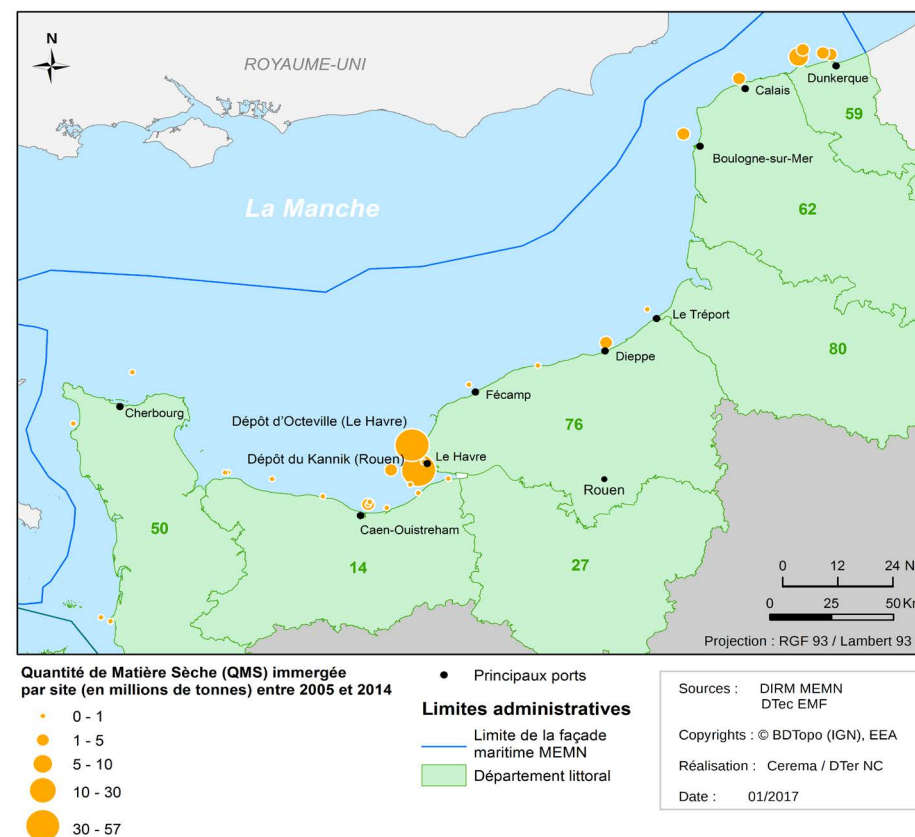 N
ROYAUME-UNI
Dunkerque
Calais
59
Boulogne-sur-Mer
La Manche
62
Le Tréport
80
Dieppe
Cherbourg
Fécamp
Dépôt d'Octeville (Le Havre)
76
Dépôt du Kannik (Rouen)
Le Havre
Rouen
50
Caen-Ouistreham
14
27
0 12 24 N
0 25 50 Km
Projection : RGF 93 / Lambert 93
Quantité de Matière Sèche (QMS) immergée
par site (en millions de tonnes) entre 2005 et 2014
0 - 1
1 - 5
5 - 10
10 - 30
30 - 57
Principaux ports
Limites administratives
Limite de la façade
maritime MEMN
Département littoral
Sources : DIRM MEMN
DTec EMF
Copyrights : © BDTopo (IGN), EEA
Réalisation : Cerema / DTer NC
Date : 01/2017